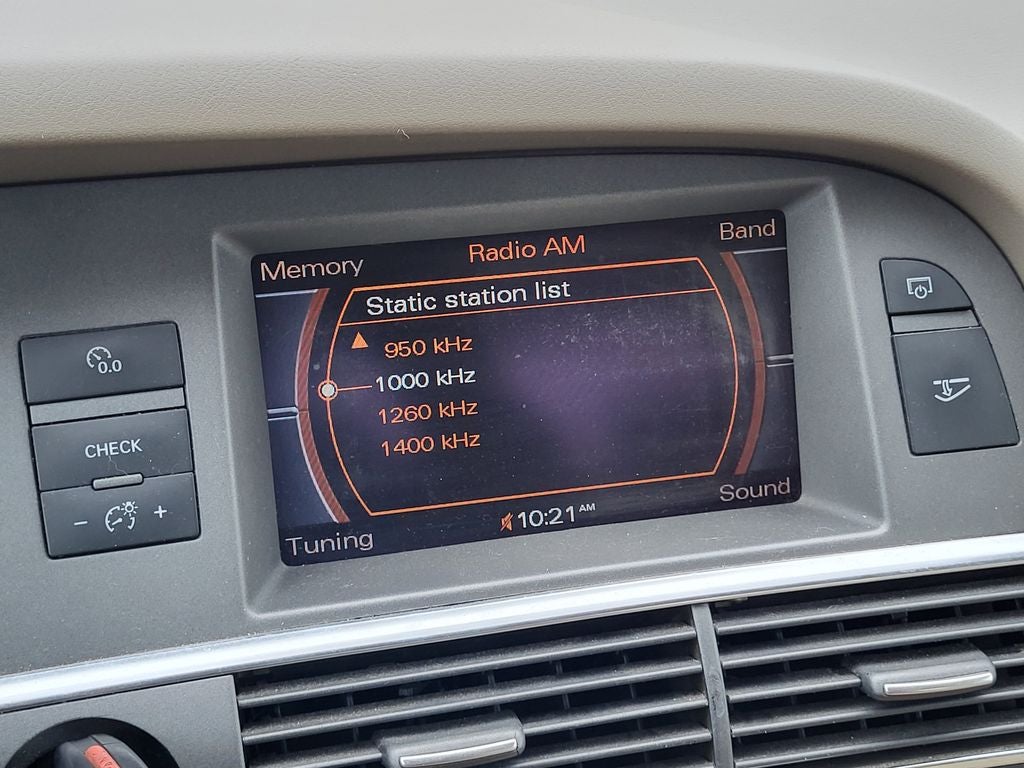 Memory
Radio AM
Band
Static station list
950 kHz
1000 kHz
1260 kHz
1400 kHz
Tuning
10:21 AM
Sound
0.0
CHECK
- +